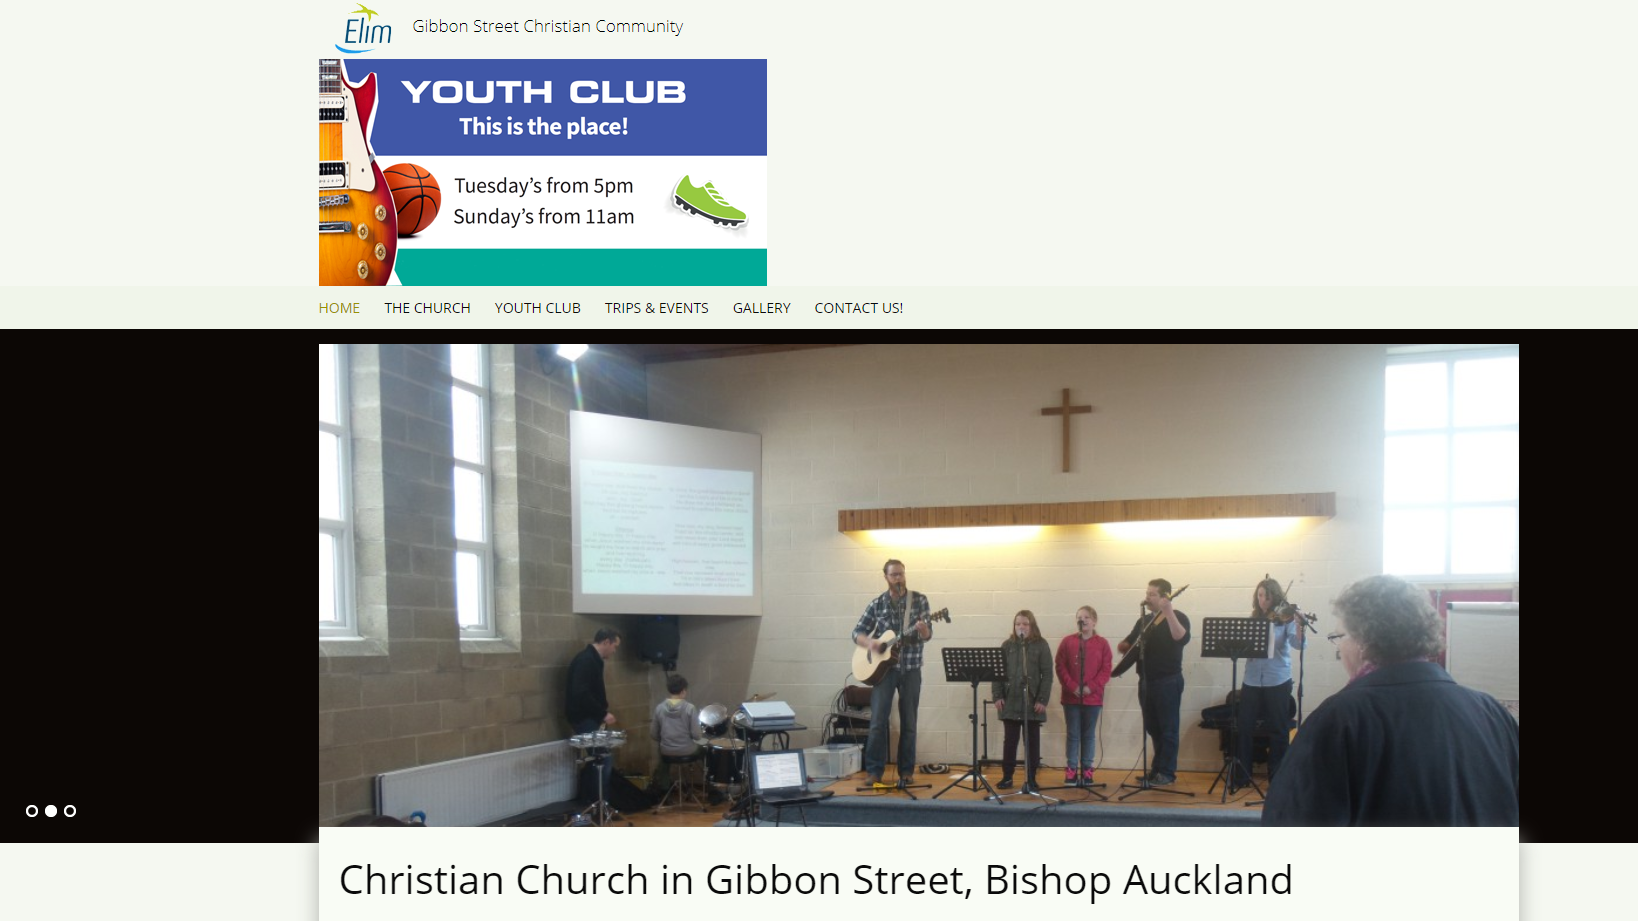 Elim
Gibbon Street Christian Community
YOUTH CLUB
This is the place!
Tuesday's from 5pm
Sunday's from 11am
HOME THE CHURCH YOUTH CLUB TRIPS & EVENTS GALLERY CONTACT US!
Christian Church in Gibbon Street, Bishop Auckland